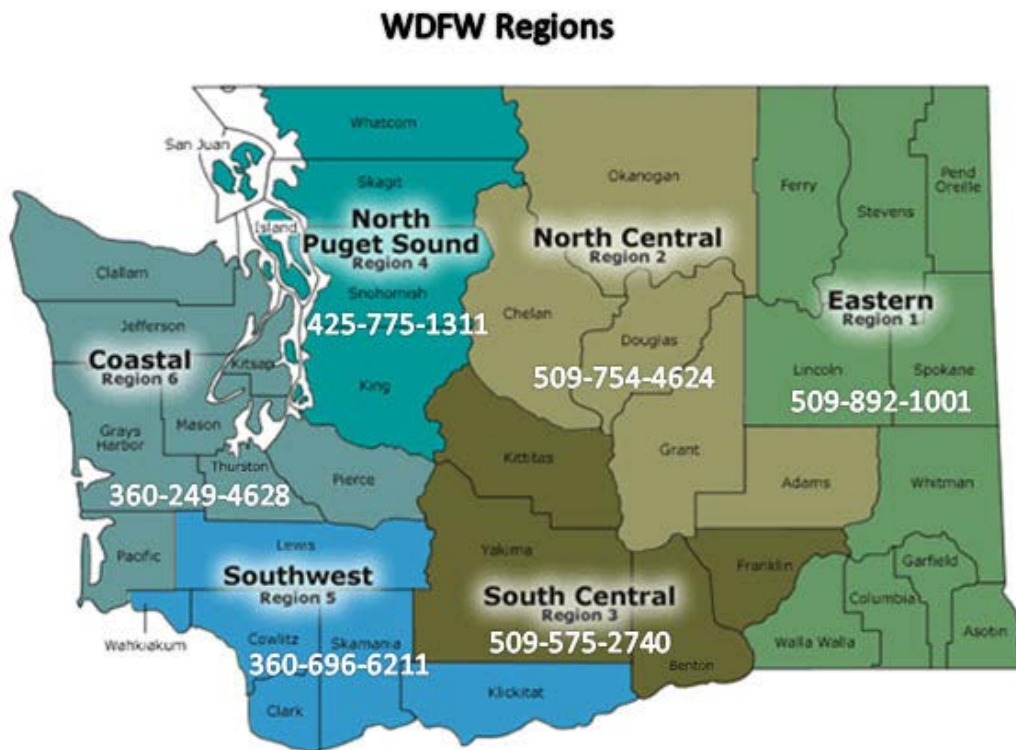 WDFW Regions
Whatcom
San Juan
Skagit
Island
North
Puget Sound
Region 4
Snohomish
425-775-1311
King
Okanogan
North Central
Region 2
Chelan
Douglas
509-754-4624
Grant
Adams
Ferry
Stevens
Pend
Oreille
Eastern
Region 1
Lincoln
Spokane
509-892-1001
Whitman
Garfield
Columbia
Walla Walla
Asotin
Clallam
Jefferson
Coastal
Region 6
Kitsap
Grays
Harbor
Mason
Thurston
360-249-4628
Pierce
Pacific
Kittitas
Yakima
Franklin
South Central
Region 3
509-575-2740
Benton
Lewis
Southwest
Region 5
Wahkiakum
Cowlitz
Skamania
360-696-6211
Clark
Klickitat